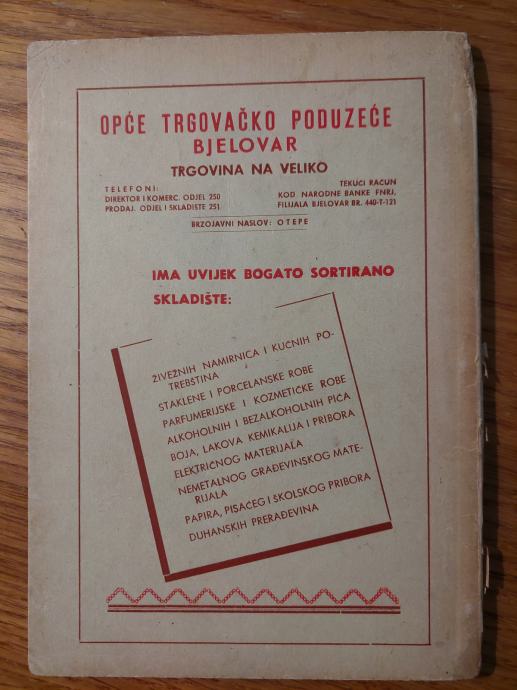 OPĆE TRGOVAČKO PODUZEĆE
BJELOVAR
TRGOVINA NA VELIKO
TELEFONI:
DIREKTOR I KOMERC. ODJEL 250
PRODAJ. ODJEL I SKLADIŠTE 251.
TEKUĆI RAČUN
KOD NARODNE BANKE FNRJ,
FILIJALA BJELOVAR BR. 440-T-121
BRZOJAVNI NASLOV: OTEPE
IMA UVIJEK BOGATO SORTIRANO
SKLADIŠTE:
ŽIVEŽNIH NAMIRNICA I KUĆNIH PO-
TREBŠTINA
STAKLENE I PORCELANSKE ROBE
PARFUMERIJSKE I KOZMETIČKE ROBE
ALKOHOLNIH I BEZALKOHOLNIH PIĆA
BOJA, LAKOVA KEMIKALIJA I PRIBORA
ELEKTRIČNOG MATERIJALA
NEMETALNOG GRAĐEVINSKOG MATE-
RIJALA
PAPIRA, PISAĆEG I ŠKOLSKOG PRIBORA
DUHANSKIH PRERAĐEVINA